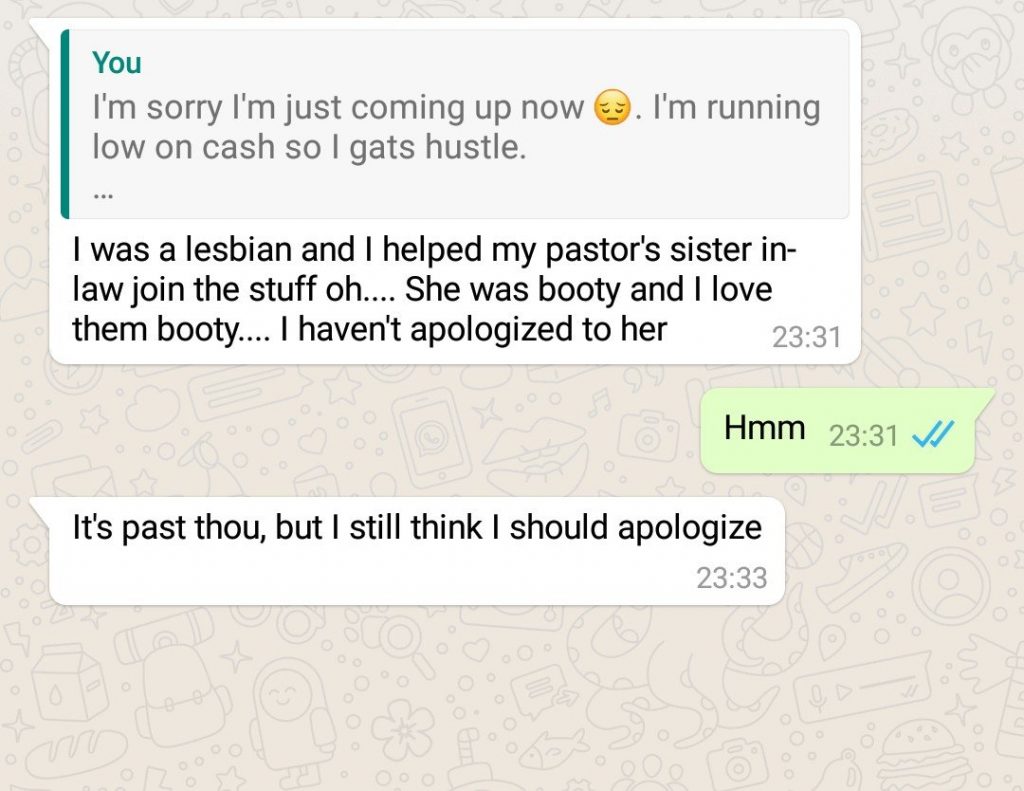 You
I'm sorry I'm just coming up now 😔. I'm running
low on cash so I gats hustle.
...
I was a lesbian and I helped my pastor's sister in-
law join the stuff oh.... She was booty and I love
them booty.... I haven't apologized to her
23:31
Hmm 23:31
It's past thou, but I still think I should apologize
23:33